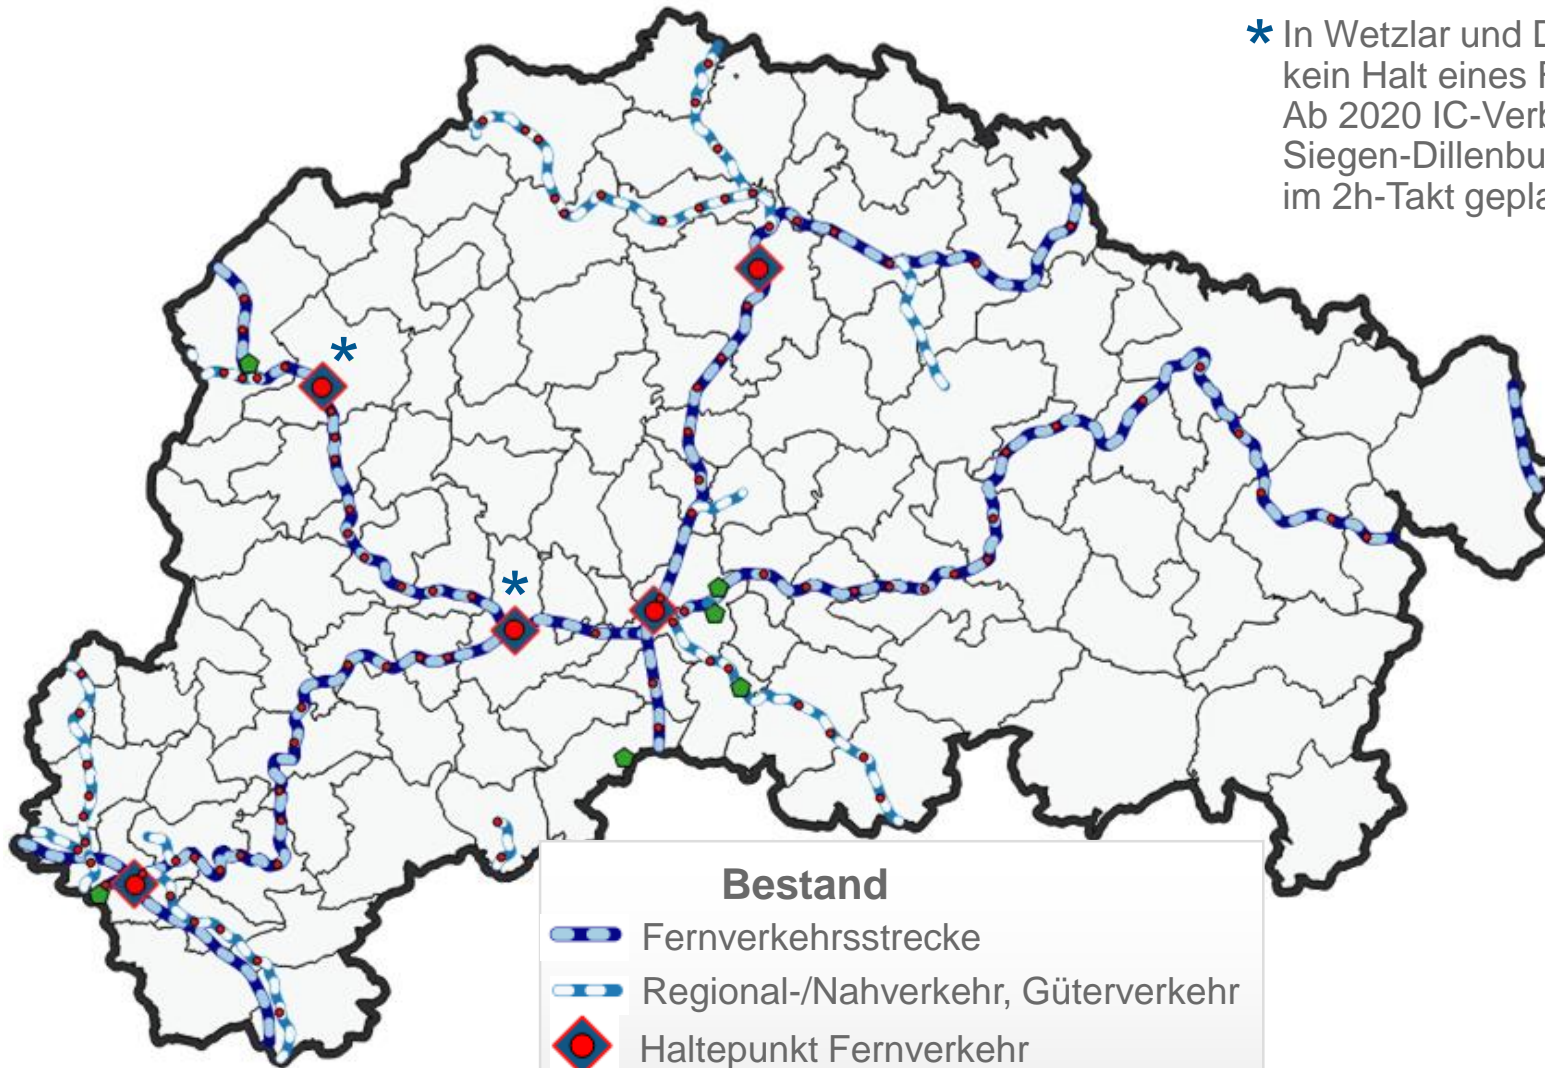 * In Wetzlar und D
kein Halt eines
Ab 2020 IC-Verb
Siegen-Dillenbu
im 2h-Takt gepla
*
*
Bestand
Fernverkehrsstrecke
Regional-/Nahverkehr, Güterverkehr
Haltepunkt Fernverkehr